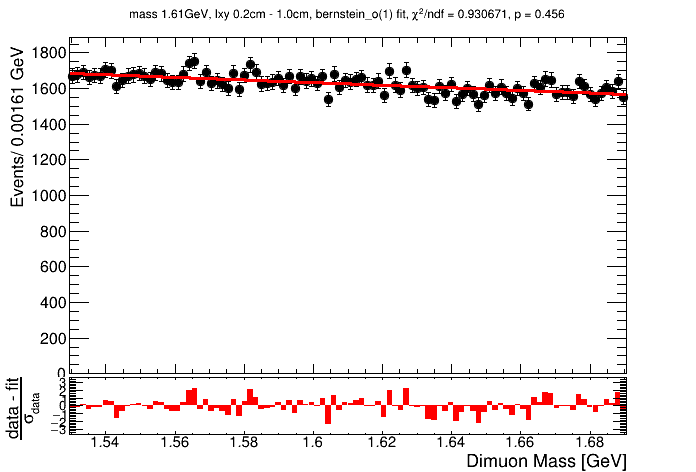 mass 1.61GeV, lxy 0.2cm - 1.0cm, bernstein_o(1) fit, χ²/ndf = 0.930671, p = 0.456
Events/ 0.00161 GeV
1800
1600
1400
1200
1000
800
600
400
200
0
data - fit
σdata
3
2
1
0
−1
−2
−3
1.54 1.56 1.58 1.6 1.62 1.64 1.66 1.68
Dimuon Mass [GeV]